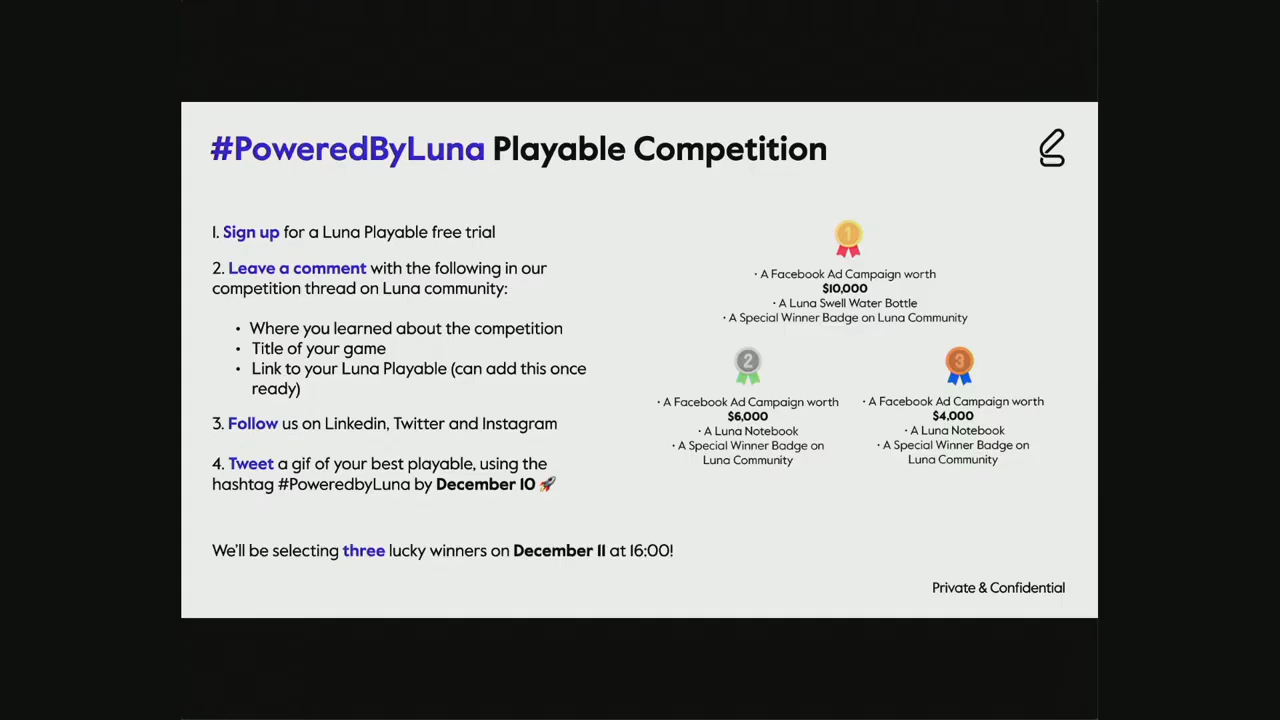 #PoweredByLuna Playable Competition
1. Sign up for a Luna Playable free trial
2. Leave a comment with the following in our
competition thread on Luna community:
• Where you learned about the competition
• Title of your game
• Link to your Luna Playable (can add this once
ready)
3. Follow us on Linkedin, Twitter and Instagram
4. Tweet a gif of your best playable, using the
hashtag #PoweredbyLuna by December 10 🚀
We'll be selecting three lucky winners on December 11 at 16:00!
1
• A Facebook Ad Campaign worth
$10,000
• A Luna Swell Water Bottle
• A Special Winner Badge on Luna Community
2
• A Facebook Ad Campaign worth
$6,000
• A Luna Notebook
• A Special Winner Badge on
Luna Community
3
• A Facebook Ad Campaign worth
$4,000
• A Luna Notebook
• A Special Winner Badge on
Luna Community
Private & Confidential